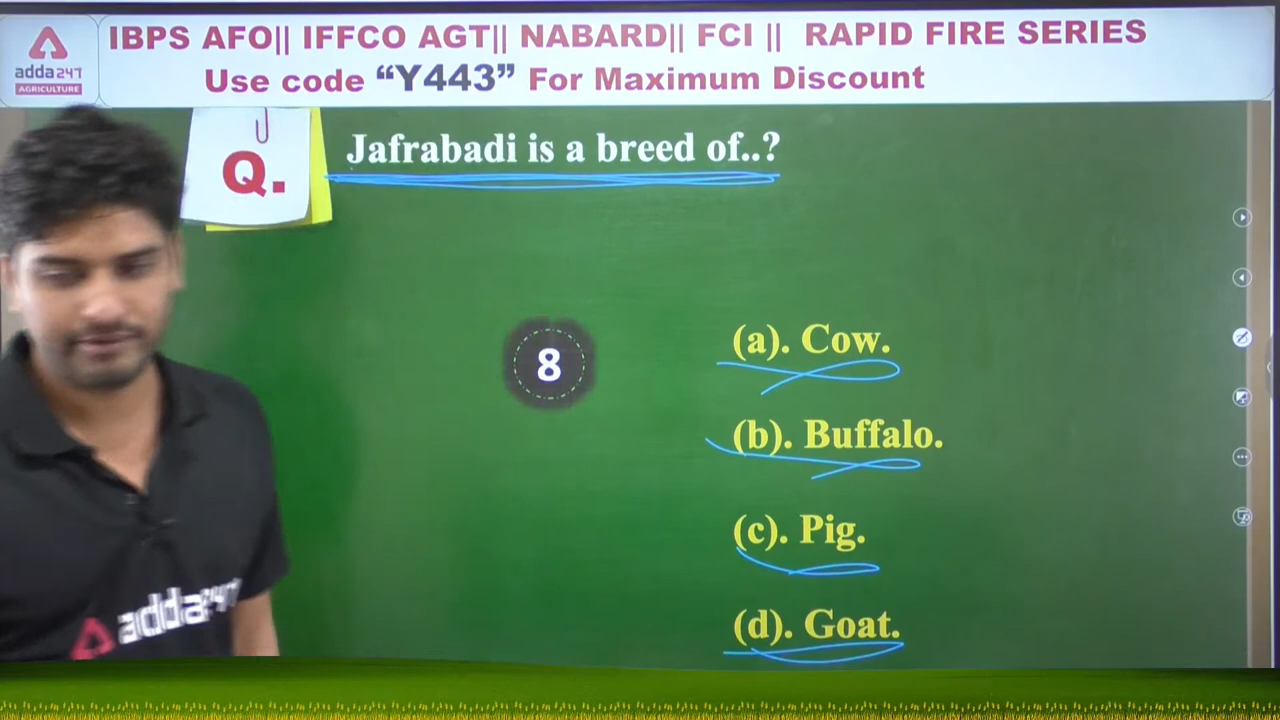 IBPS AFO|| IFFCO AGT|| NABARD|| FCI || RAPID FIRE SERIES
Use code “Y443” For Maximum Discount
adda247
AGRICULTURE
Q.
Jafrabadi is a breed of..?
8
(a). Cow.
(b). Buffalo.
(c). Pig.
(d). Goat.
adda247